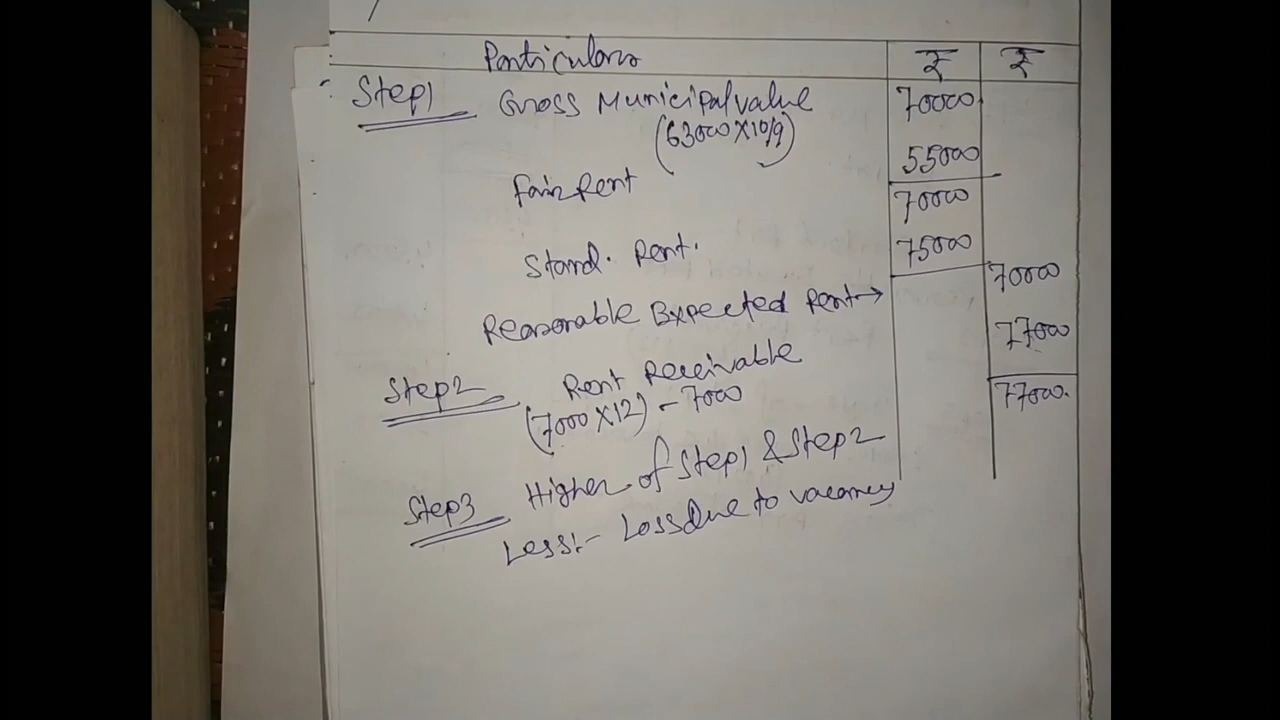 Particulars ₹ ₹
Step1 Gross Municipal value 70000
(63000 X 10/9)
Fair Rent 55000
70000
Stand. Rent. 75000
Reasonable Expected Rent → 70000
Step2 Rent Receivable 77000
(7000 X 12) - 7000
Step3 Higher of Step1 & Step2 77000.
Less:- Loss due to vacancy